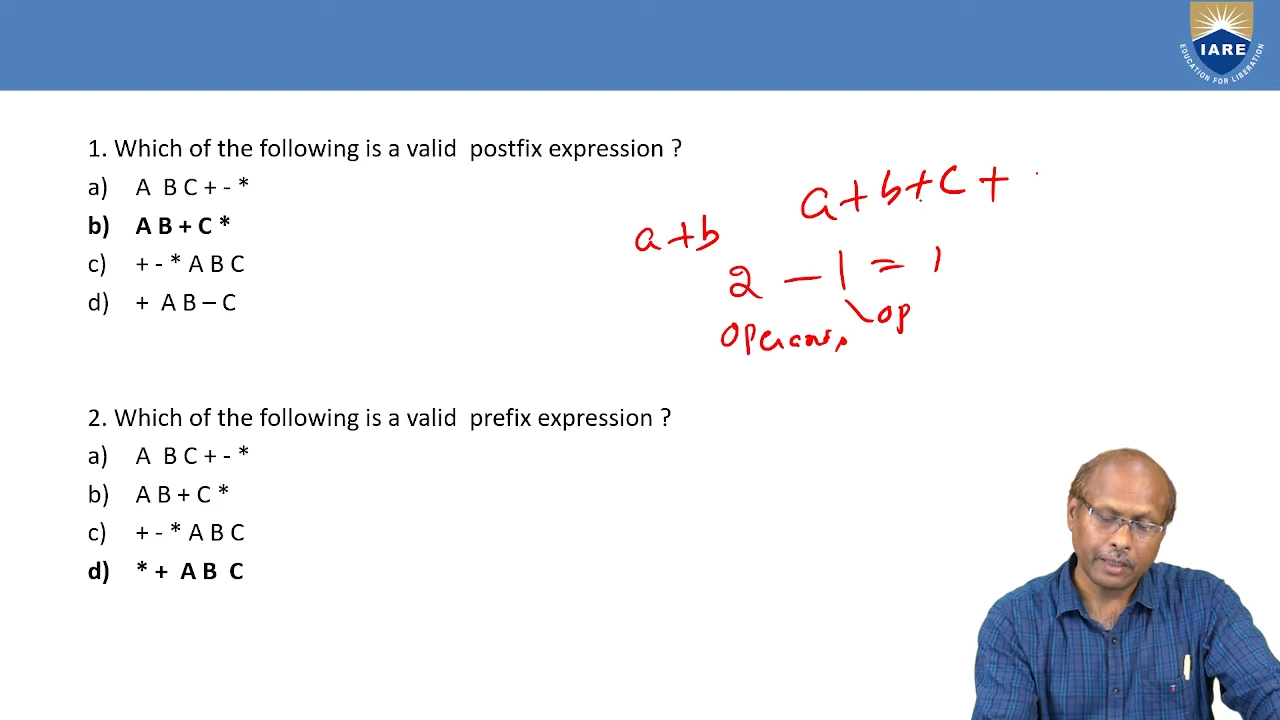 IARE
EDUCATION FOR LIBERATION
1. Which of the following is a valid postfix expression ?
a) A B C + - *
b) A B + C *
c) + - * A B C
d) + A B – C
a + b + c +
a + b
2 - 1 = 1
op
2. Which of the following is a valid prefix expression ?
a) A B C + - *
b) A B + C *
c) + - * A B C
d) * + A B C